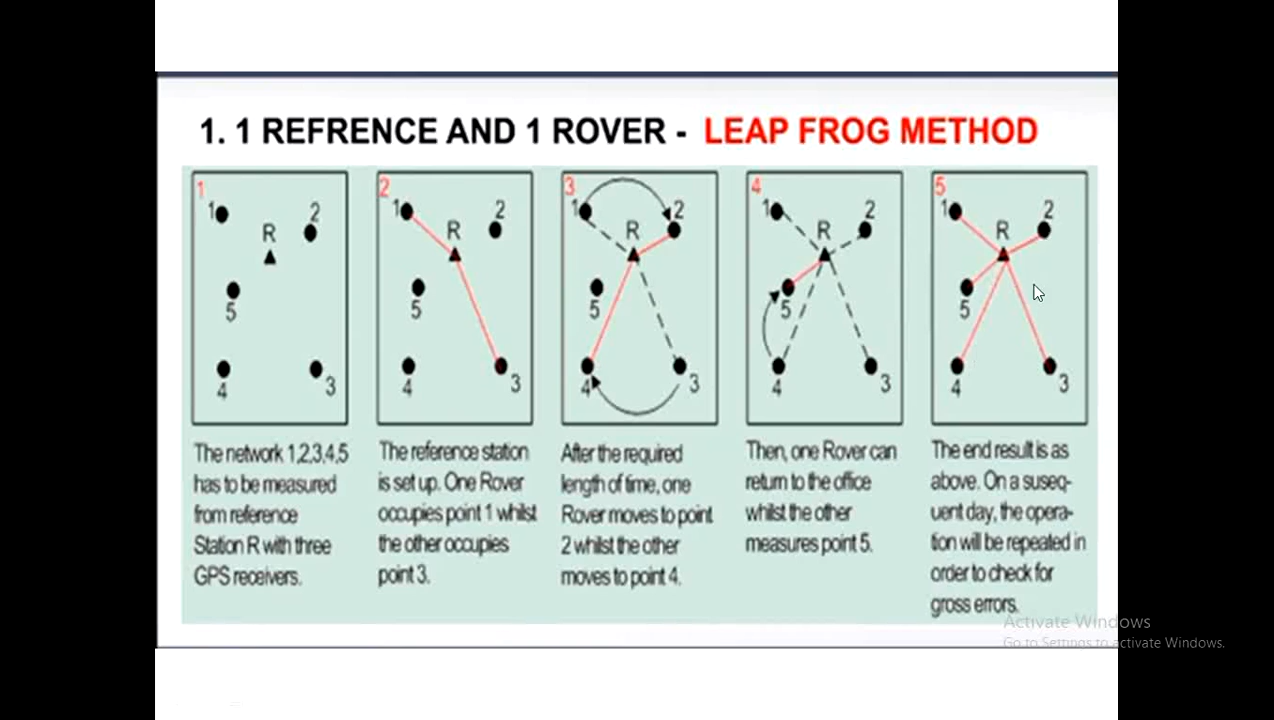 1. 1 REFRENCE AND 1 ROVER - LEAP FROG METHOD
1
1
2
R
5
4
3
The network 1,2,3,4,5
has to be measured
from reference
Station R with three
GPS receivers.
2
1
2
R
5
4
3
The reference station
is set up. One Rover
occupies point 1 whilst
the other occupies
point 3.
3
1
2
R
5
4
3
After the required
length of time, one
Rover moves to point
2 whilst the other
moves to point 4.
4
1
2
R
5
4
3
Then, one Rover can
return to the office
whilst the other
measures point 5.
5
1
2
R
5
4
3
The end result is as
above. On a suseq-
uent day, the opera-
tion will be repeated in
order to check for
gross errors.
Activate Windows
Go to Settings to activate Windows.